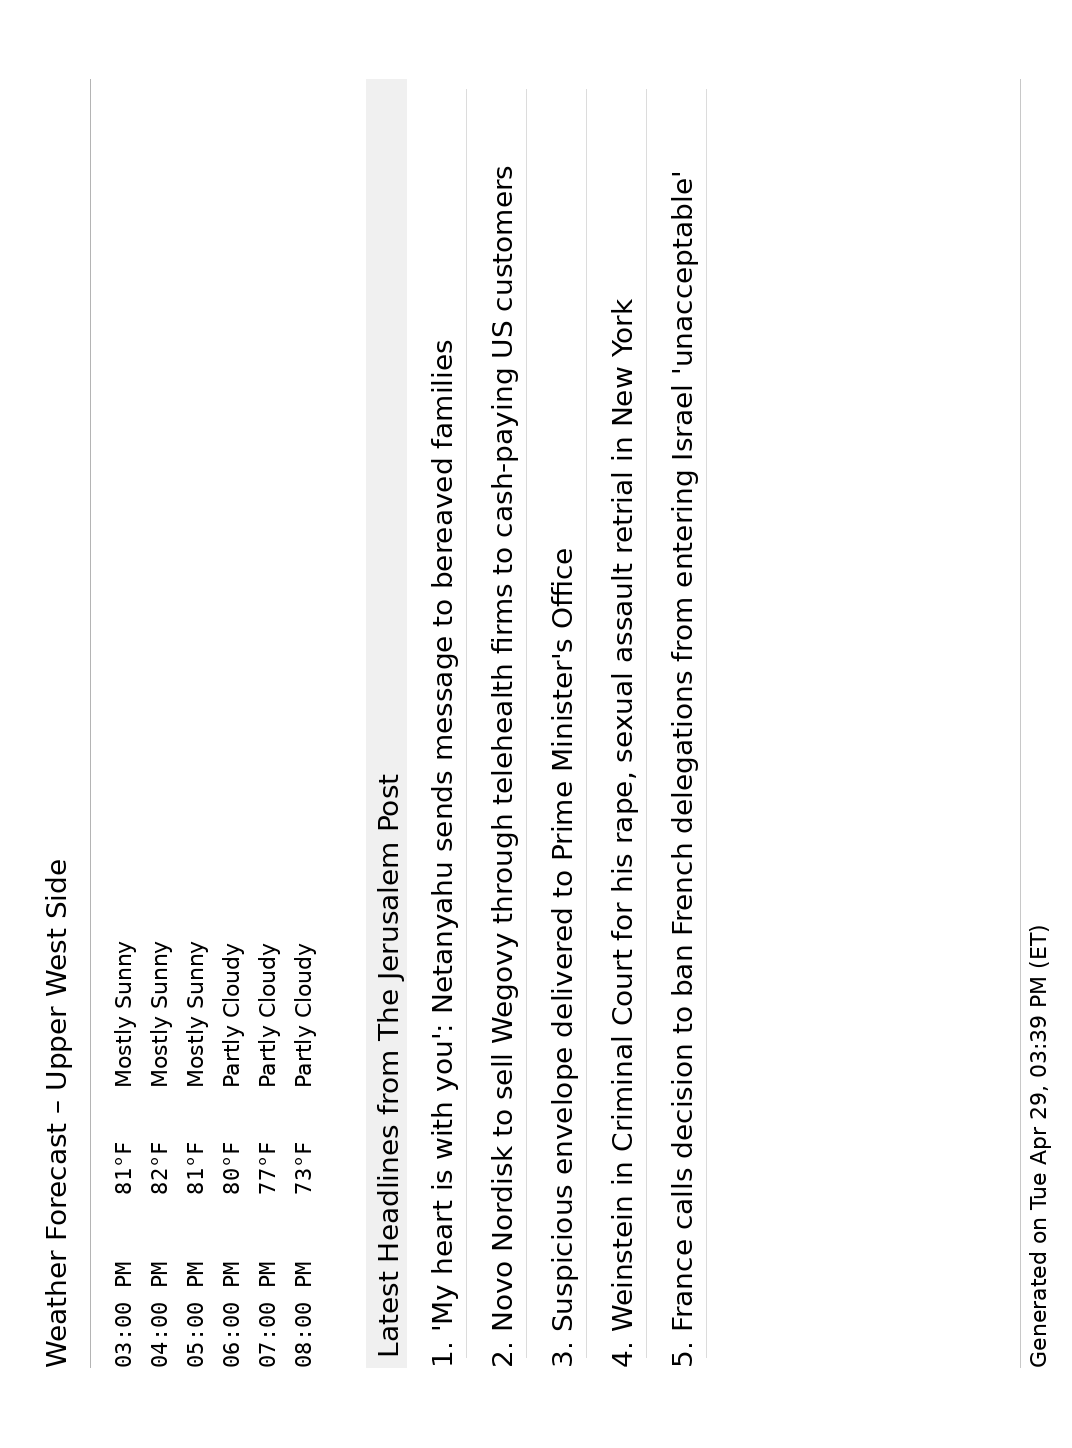 Weather Forecast – Upper West Side
03:00 PM 81°F Mostly Sunny
04:00 PM 82°F Mostly Sunny
05:00 PM 81°F Mostly Sunny
06:00 PM 80°F Partly Cloudy
07:00 PM 77°F Partly Cloudy
08:00 PM 73°F Partly Cloudy
Latest Headlines from The Jerusalem Post
1. 'My heart is with you': Netanyahu sends message to bereaved families
2. Novo Nordisk to sell Wegovy through telehealth firms to cash-paying US customers
3. Suspicious envelope delivered to Prime Minister's Office
4. Weinstein in Criminal Court for his rape, sexual assault retrial in New York
5. France calls decision to ban French delegations from entering Israel 'unacceptable'
Generated on Tue Apr 29, 03:39 PM (ET)